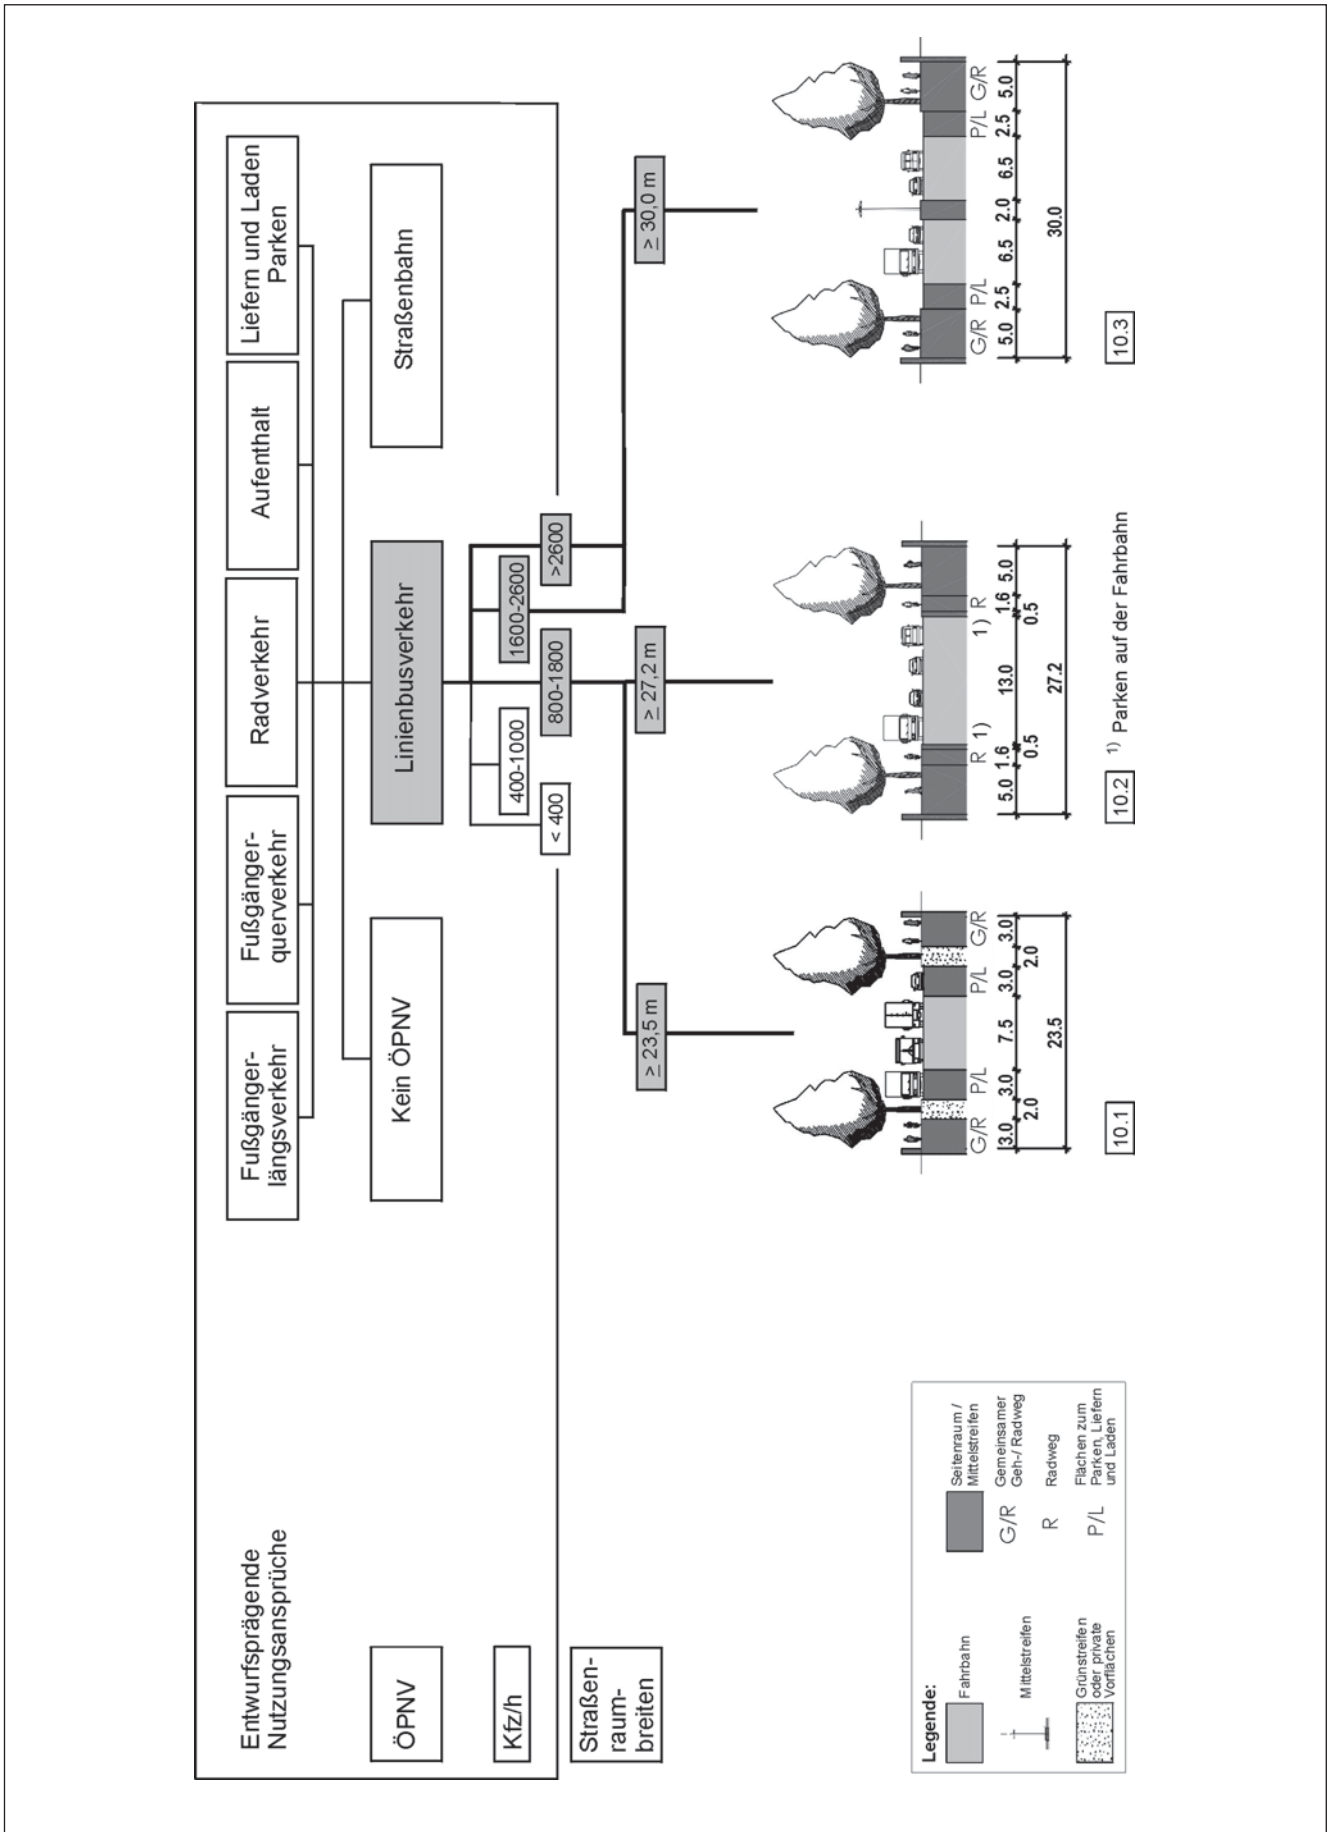 Entwurfsprägende
Nutzungsansprüche
Fußgänger-
längsverkehr
Fußgänger-
querverkehr
Radverkehr
Aufenthalt
Liefern und Laden
Parken
ÖPNV
Kein ÖPNV
Linienbusverkehr
Straßenbahn
Kfz/h
< 400
400-1000
800-1800
1600-2600
>2600
Straßen-
raum-
breiten
≥ 23,5 m
≥ 27,2 m
≥ 30,0 m
G/R P/L P/L G/R
3.0 3.0 7.5 3.0 3.0
2.0 2.0
23.5
10.1
R 1) 1) R
5.0 1.6 13.0 1.6 5.0
0.5 0.5
27.2
10.2 1) Parken auf der Fahrbahn
G/R P/L P/L G/R
5.0 2.5 6.5 2.0 6.5 2.5 5.0
30.0
10.3
Legende:
Fahrbahn
Mittelstreifen
Grünstreifen
oder private
Vorflächen
Seitenraum /
Mittelstreifen
G/R Gemeinsamer
Geh-/ Radweg
R Radweg
P/L Flächen zum
Parken, Liefern
und Laden